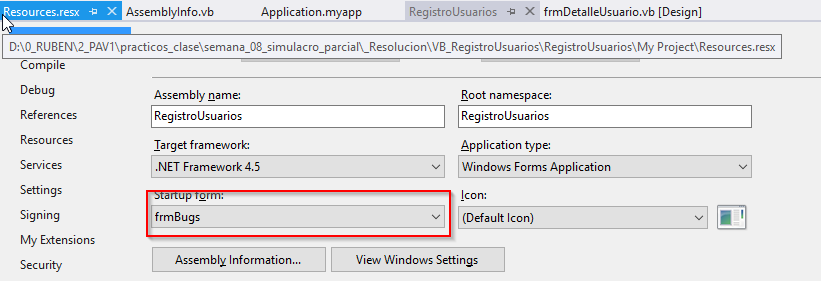 Resources.resx AssemblyInfo.vb Application.myapp RegistroUsuarios frmDetalleUsuario.vb [Design]
D:\0_RUBEN\2_PAV1\practicos_clase\semana_08_simulacro_parcial\_Resolucion\VB_RegistroUsuarios\RegistroUsuarios\My Project\Resources.resx
Compile
Debug
References
Resources
Services
Settings
Signing
My Extensions
Security
Assembly name:
RegistroUsuarios
Root namespace:
RegistroUsuarios
Target framework:
.NET Framework 4.5
Application type:
Windows Forms Application
Startup form:
frmBugs
Icon:
(Default Icon)
Assembly Information...
View Windows Settings